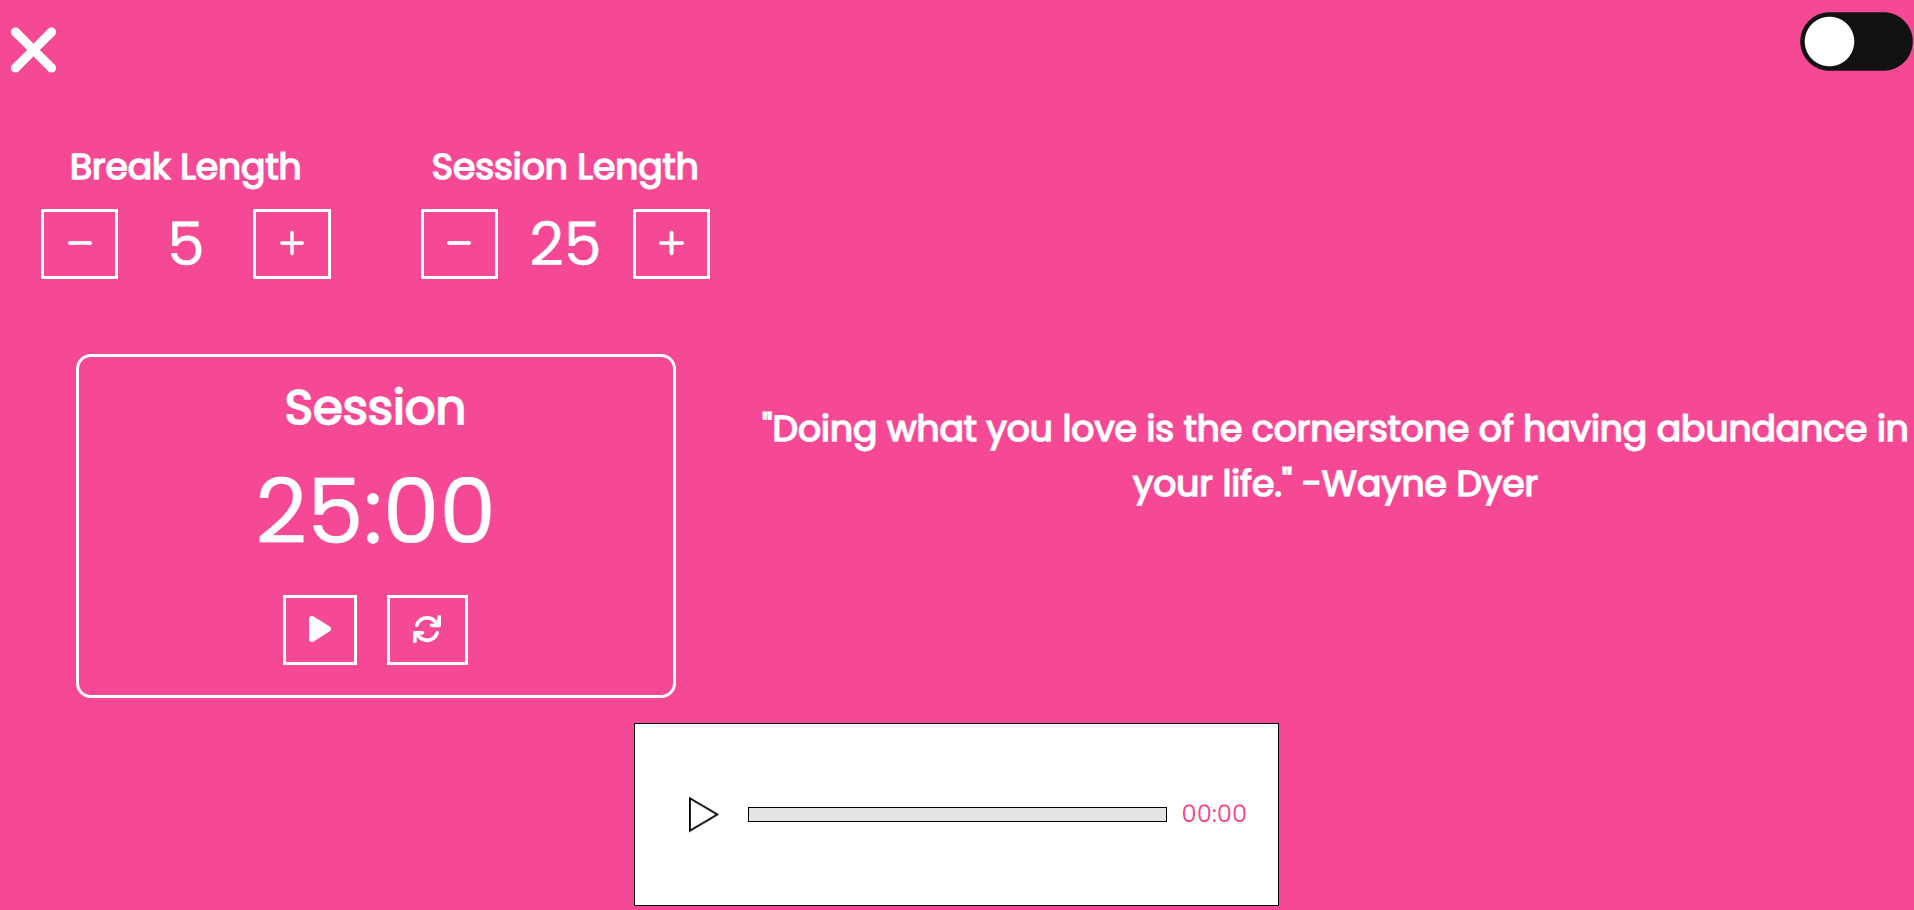 Break Length
Session Length
5
25
Session
25:00
"Doing what you love is the cornerstone of having abundance in
your life." -Wayne Dyer
00:00